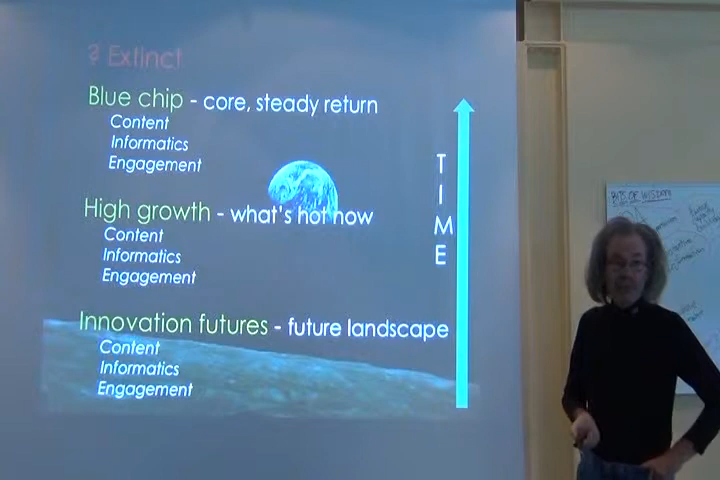 ? Extinct
Blue chip - core, steady return
Content
Informatics
Engagement
High growth - what's hot now
Content
Informatics
Engagement
Innovation futures - future landscape
Content
Informatics
Engagement
TIME
BITS OF WISDOM